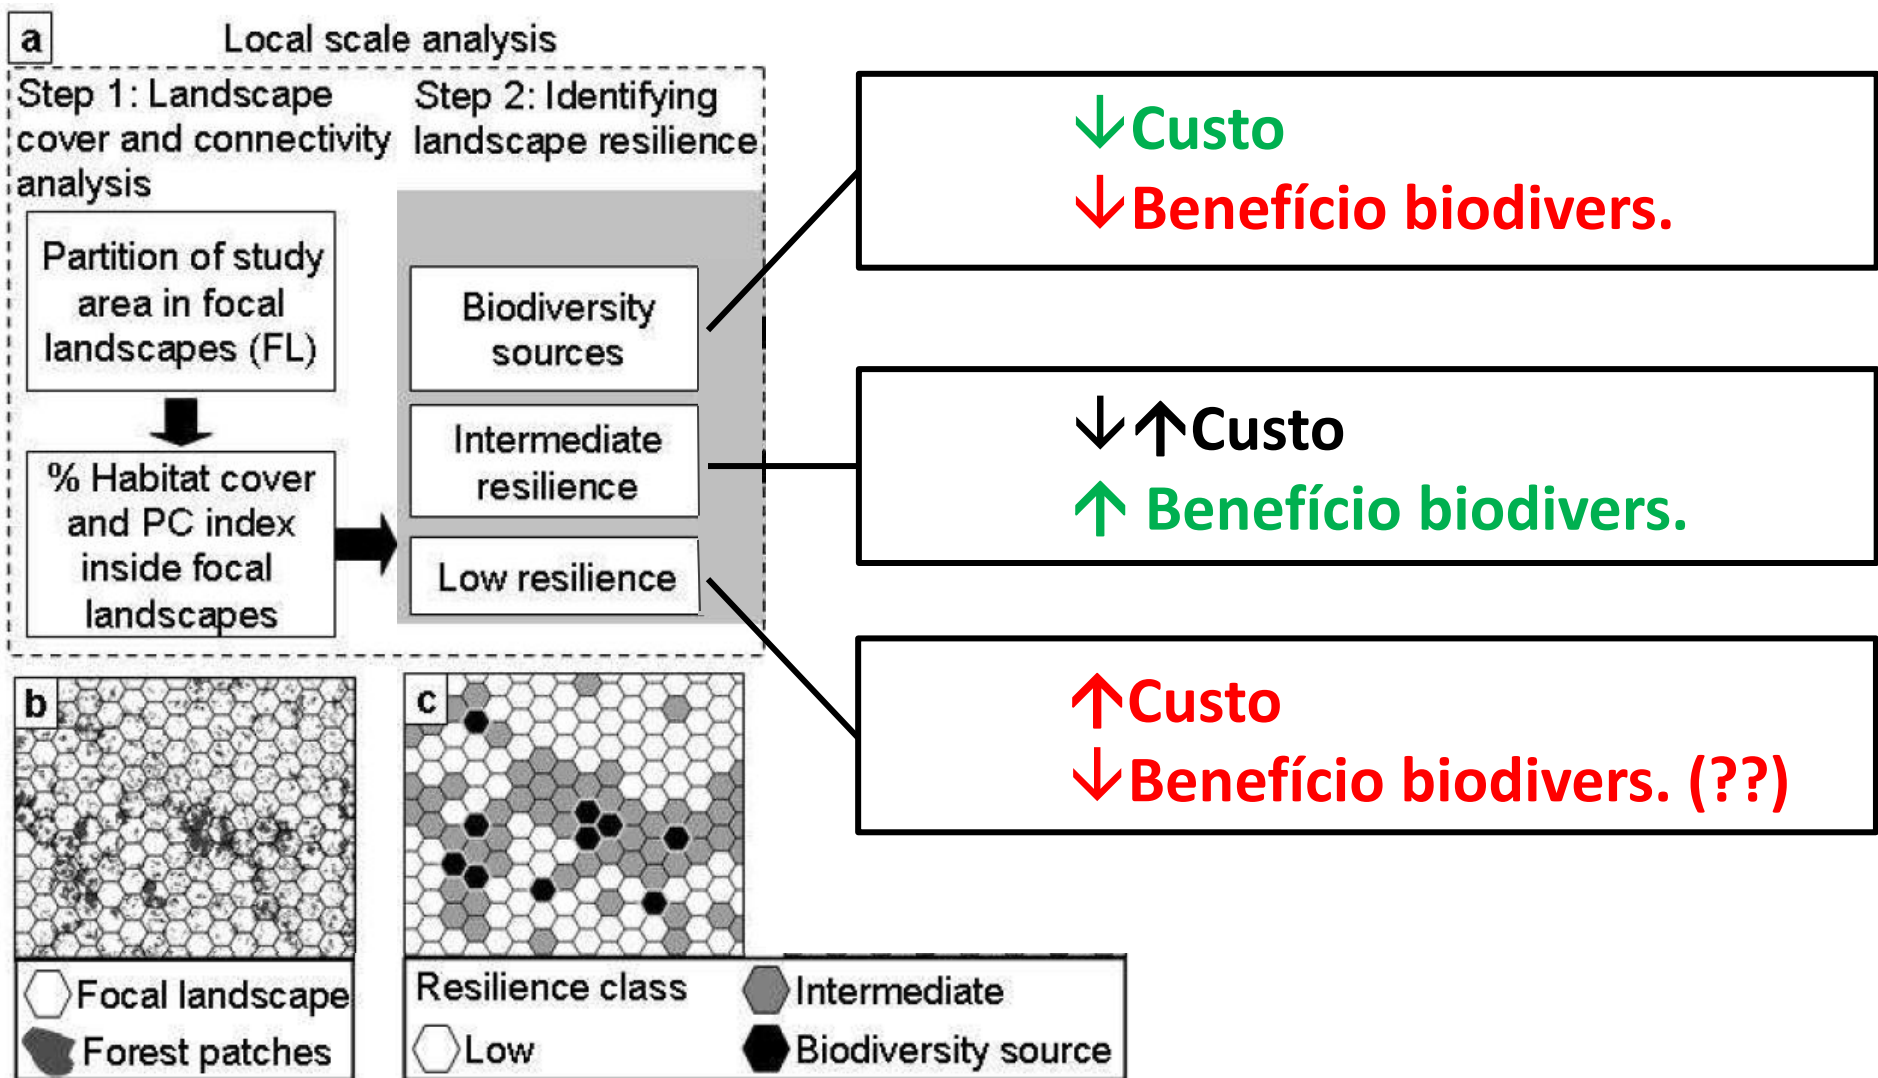 a
Local scale analysis
Step 1: Landscape
cover and connectivity
analysis
Step 2: Identifying
landscape resilience
Partition of study
area in focal
landscapes (FL)
% Habitat cover
and PC index
inside focal
landscapes
Biodiversity
sources
Intermediate
resilience
Low resilience
↓Custo
↓Benefício biodivers.
↓↑Custo
↑ Benefício biodivers.
↑Custo
↓Benefício biodivers. (??)
b
Focal landscape
Forest patches
c
Resilience class
Low
Intermediate
Biodiversity source